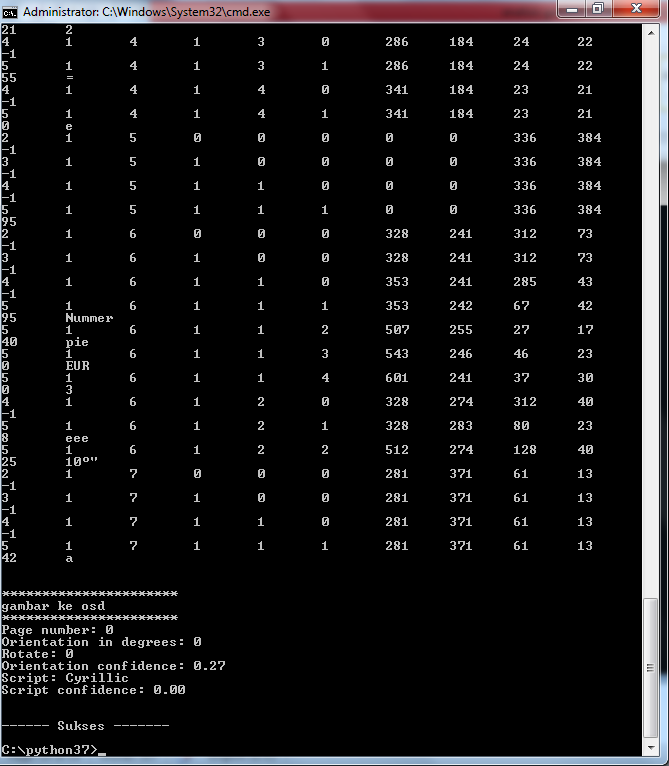 Administrator: C:\Windows\System32\cmd.exe
21 2
4 1 4 1 3 0 286 184 24 22
-1
5 1 4 1 3 1 286 184 24 22
55 =
4 1 4 1 4 0 341 184 23 21
-1
5 1 4 1 4 1 341 184 23 21
0 e
2 1 5 0 0 0 0 0 336 384
-1
3 1 5 1 0 0 0 0 336 384
-1
4 1 5 1 1 0 0 0 336 384
-1
5 1 5 1 1 1 0 0 336 384
95
2 1 6 0 0 0 328 241 312 73
-1
3 1 6 1 0 0 328 241 312 73
-1
4 1 6 1 1 0 353 241 285 43
-1
5 1 6 1 1 1 353 242 67 42
95 Nummer
5 1 6 1 1 2 507 255 27 17
40 pie
5 1 6 1 1 3 543 246 46 23
0 EUR
5 1 6 1 1 4 601 241 37 30
0 3
4 1 6 1 2 0 328 274 312 40
-1
5 1 6 1 2 1 328 283 80 23
8 eee
5 1 6 1 2 2 512 274 128 40
25 10º"
2 1 7 0 0 0 281 371 61 13
-1
3 1 7 1 0 0 281 371 61 13
-1
4 1 7 1 1 0 281 371 61 13
-1
5 1 7 1 1 1 281 371 61 13
42 a
**********************
gambar ke osd
**********************
Page number: 0
Orientation in degrees: 0
Rotate: 0
Orientation confidence: 0.27
Script: Cyrillic
Script confidence: 0.00
------ Sukses -------
C:\python37>_